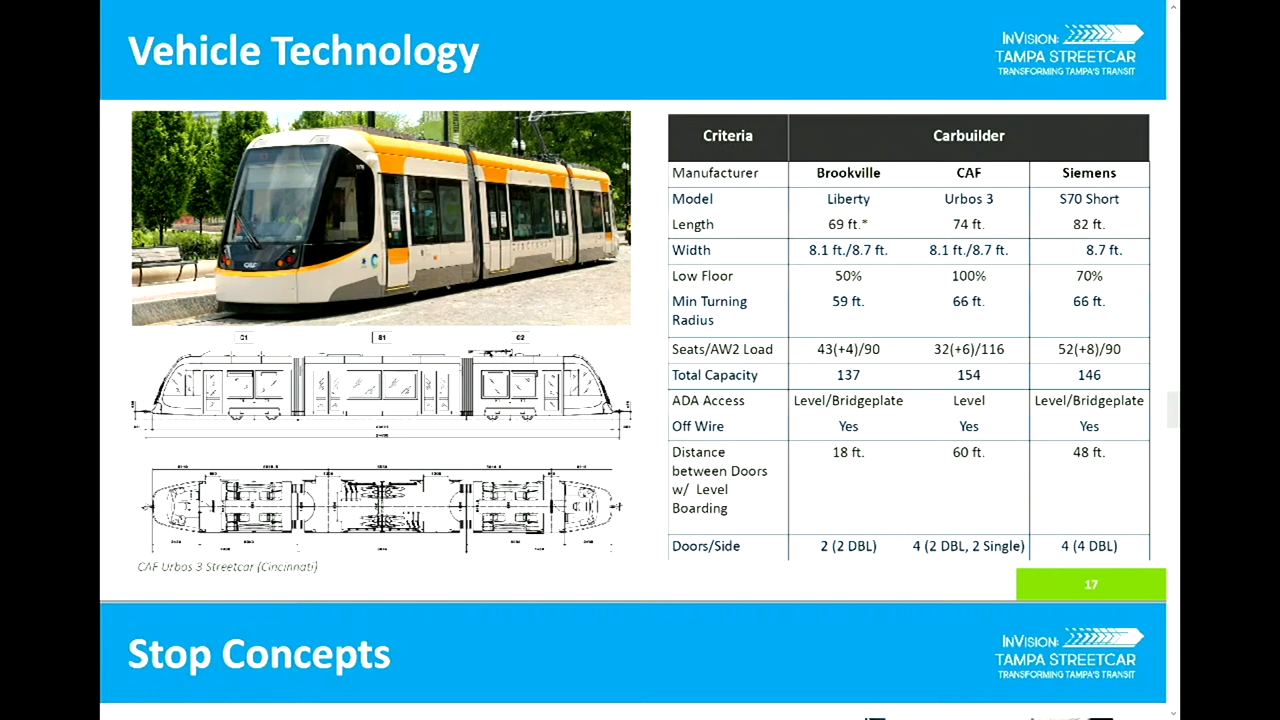 Vehicle Technology
INVISION:
TAMPA STREETCAR
TRANSFORMING TAMPA'S TRANSIT
Criteria Carbuilder
Manufacturer Brookville CAF Siemens
Model Liberty Urbos 3 S70 Short
Length 69 ft.* 74 ft. 82 ft.
Width 8.1 ft./8.7 ft. 8.1 ft./8.7 ft. 8.7 ft.
Low Floor 50% 100% 70%
Min Turning 59 ft. 66 ft. 66 ft.
Radius
Seats/AW2 Load 43(+4)/90 32(+6)/116 52(+8)/90
Total Capacity 137 154 146
ADA Access Level/Bridgeplate Level Level/Bridgeplate
Off Wire Yes Yes Yes
Distance 18 ft. 60 ft. 48 ft.
between Doors
w/ Level
Boarding
Doors/Side 2 (2 DBL) 4 (2 DBL, 2 Single) 4 (4 DBL)
C1 S1 C2
CAF Urbos 3 Streetcar (Cincinnati)
17
Stop Concepts
INVISION:
TAMPA STREETCAR
TRANSFORMING TAMPA'S TRANSIT